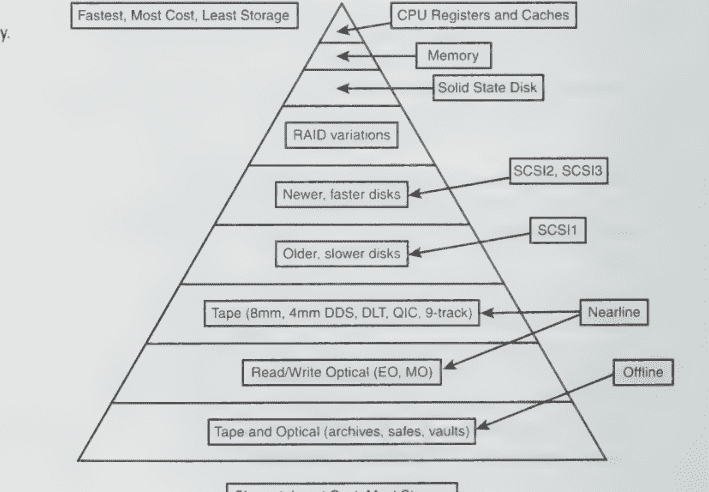 Fastest, Most Cost, Least Storage
CPU Registers and Caches
y.
Memory
Solid State Disk
RAID variations
SCSI2, SCSI3
Newer, faster disks
SCSI1
Older, slower disks
Tape (8mm, 4mm DDS, DLT, QIC, 9-track)
Nearline
Read/Write Optical (EO, MO)
Offline
Tape and Optical (archives, safes, vaults)